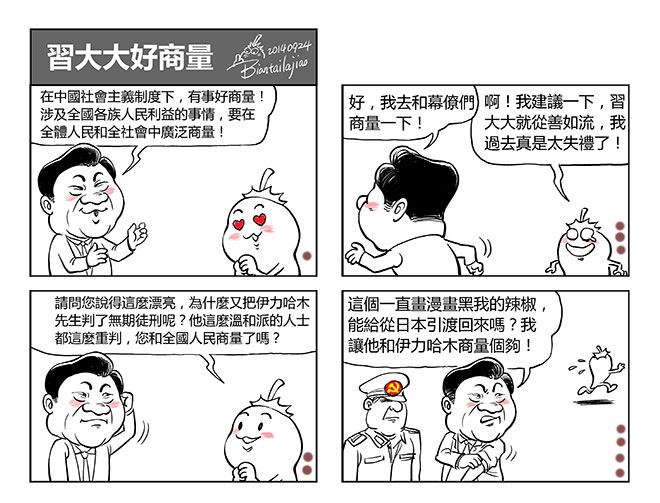 習大大好商量
20140924
Biantailajiao
在中國社會主義制度下，有事好商量！
涉及全國各族人民利益的事情，要在
全體人民和全社會中廣泛商量！
請問您說得這麼漂亮，為什麼又把伊力哈木
先生判了無期徒刑呢？他這麼溫和派的人士
都這麼重判，您和全國人民商量了嗎？
好，我去和幕僚們
商量一下！
啊！我建議一下，習
大大就從善如流，我
過去真是太失禮了！
這個一直畫漫畫黑我的辣椒，
能給從日本引渡回來嗎？我
讓他和伊力哈木商量個夠！